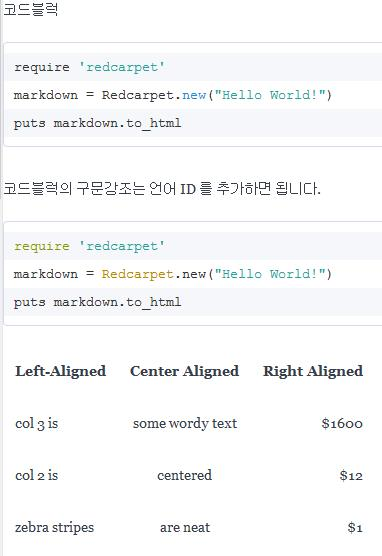 코드블럭
require 'redcarpet'
markdown = Redcarpet.new("Hello World!")
puts markdown.to_html
코드블럭의 구문강조는 언어 ID 를 추가하면 됩니다.
require 'redcarpet'
markdown = Redcarpet.new("Hello World!")
puts markdown.to_html
Left-Aligned Center Aligned Right Aligned
col 3 is some wordy text $1600
col 2 is centered $12
zebra stripes are neat $1